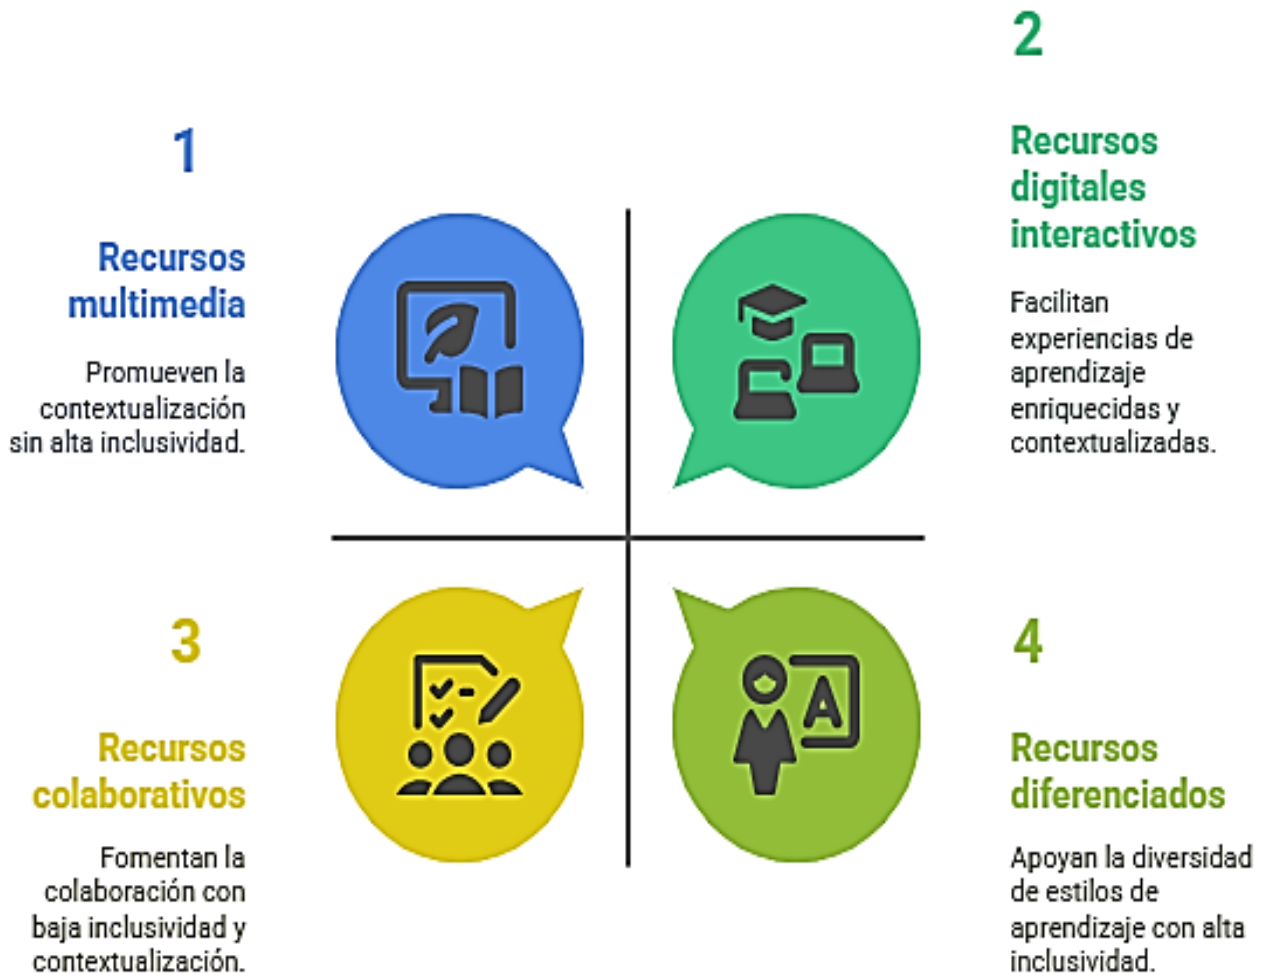 1
Recursos
multimedia
Promueven la
contextualización
sin alta inclusividad.
2
Recursos
digitales
interactivos
Facilitan
experiencias de
aprendizaje
enriquecidas y
contextualizadas.
3
Recursos
colaborativos
Fomentan la
colaboración con
baja inclusividad y
contextualización.
A
4
Recursos
diferenciados
Apoyan la diversidad
de estilos de
aprendizaje con alta
inclusividad.